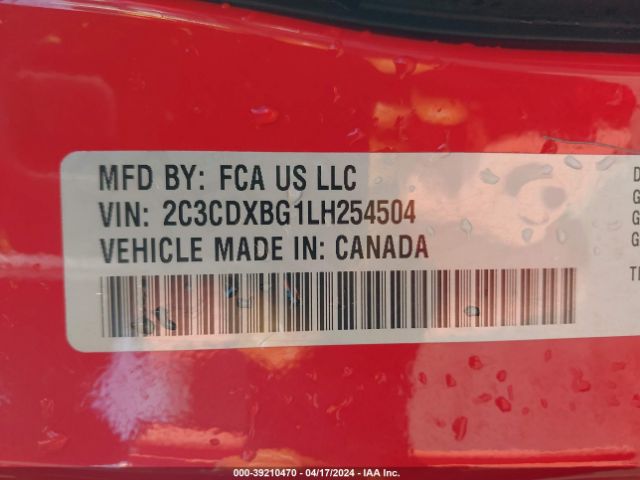 MFD BY: FCA US LLC
VIN: 2C3CDXBG1LH254504
VEHICLE MADE IN: CANADA
D
G
G
G
000-39210470 - 04/17/2024 - IAA Inc.